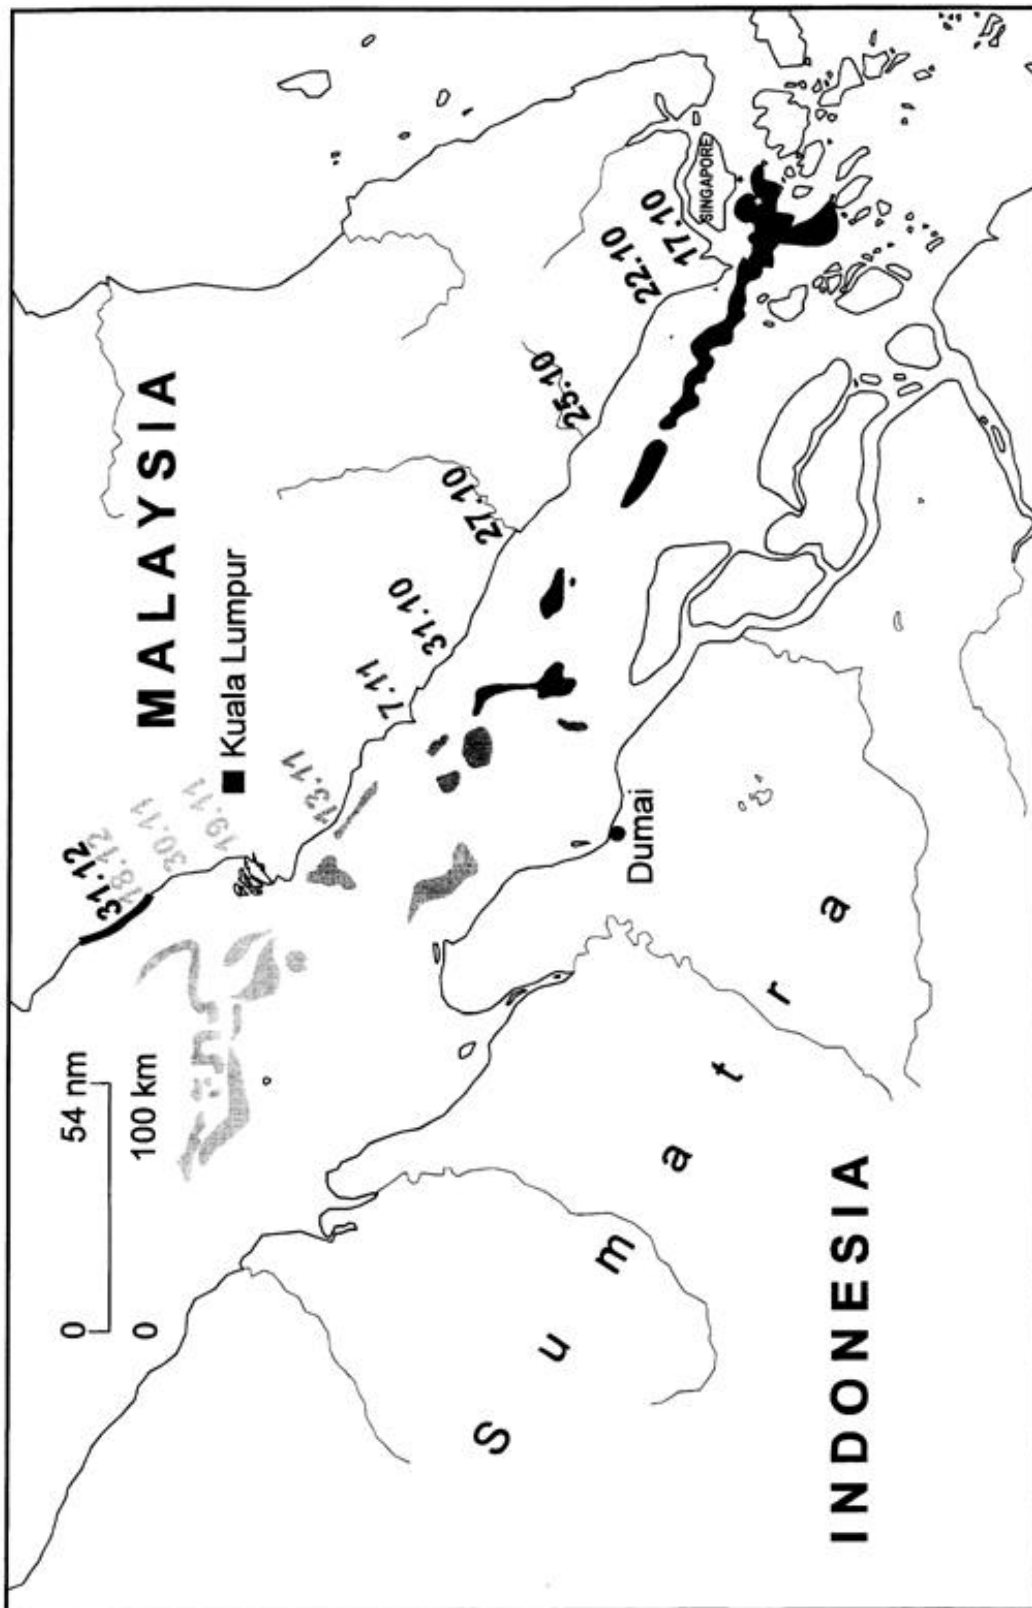 MALAYSIA
Kuala Lumpur
31.12
18.12
30.11
19.11
13.11
7.11
31.10
27.10
25.10
22.10
17.10
SINGAPORE
0 54 nm
0 100 km
Dumai
Sumatra
INDONESIA